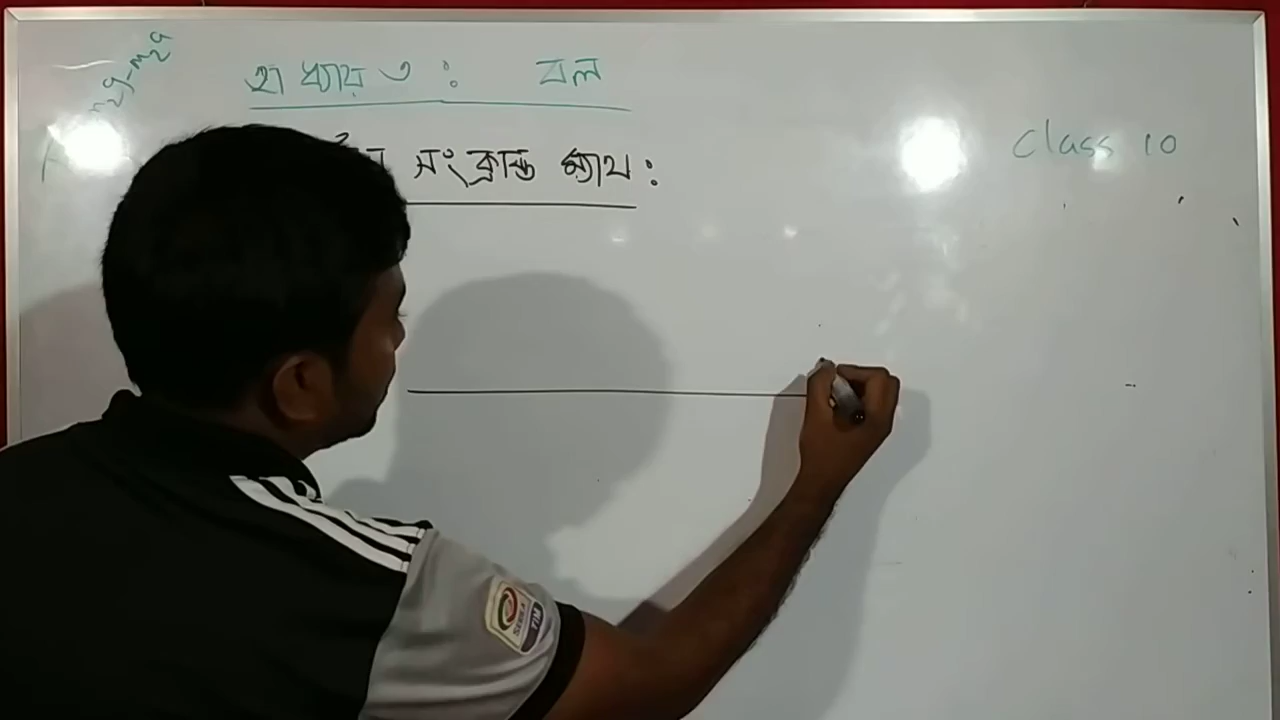 অধ্যায় ৩ : বল
সংক্রান্ত ম্যাথ :
Class 10